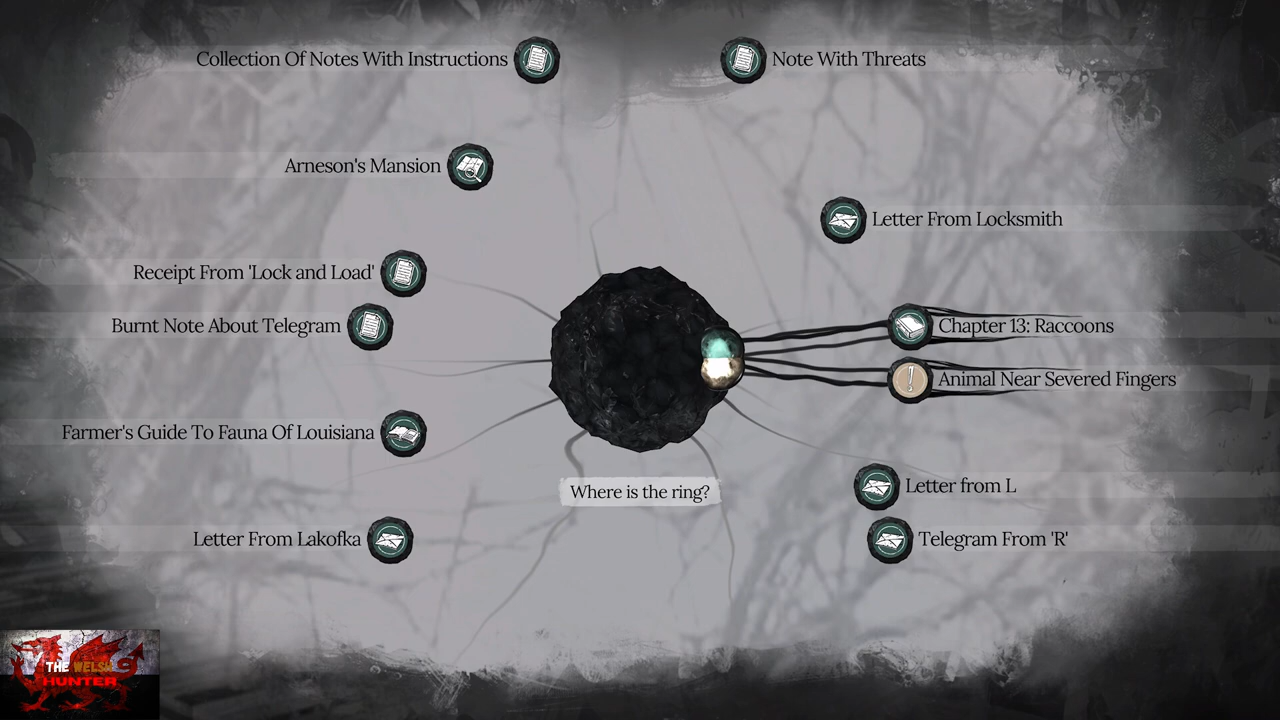 Collection Of Notes With Instructions
Note With Threats
Arneson's Mansion
Letter From Locksmith
Receipt From 'Lock and Load'
Burnt Note About Telegram
Chapter 13: Raccoons
Animal Near Severed Fingers
Farmer's Guide To Fauna Of Louisiana
Where is the ring?
Letter from L
Letter From Lakofka
Telegram From 'R'
THE WELSH
HUNTER